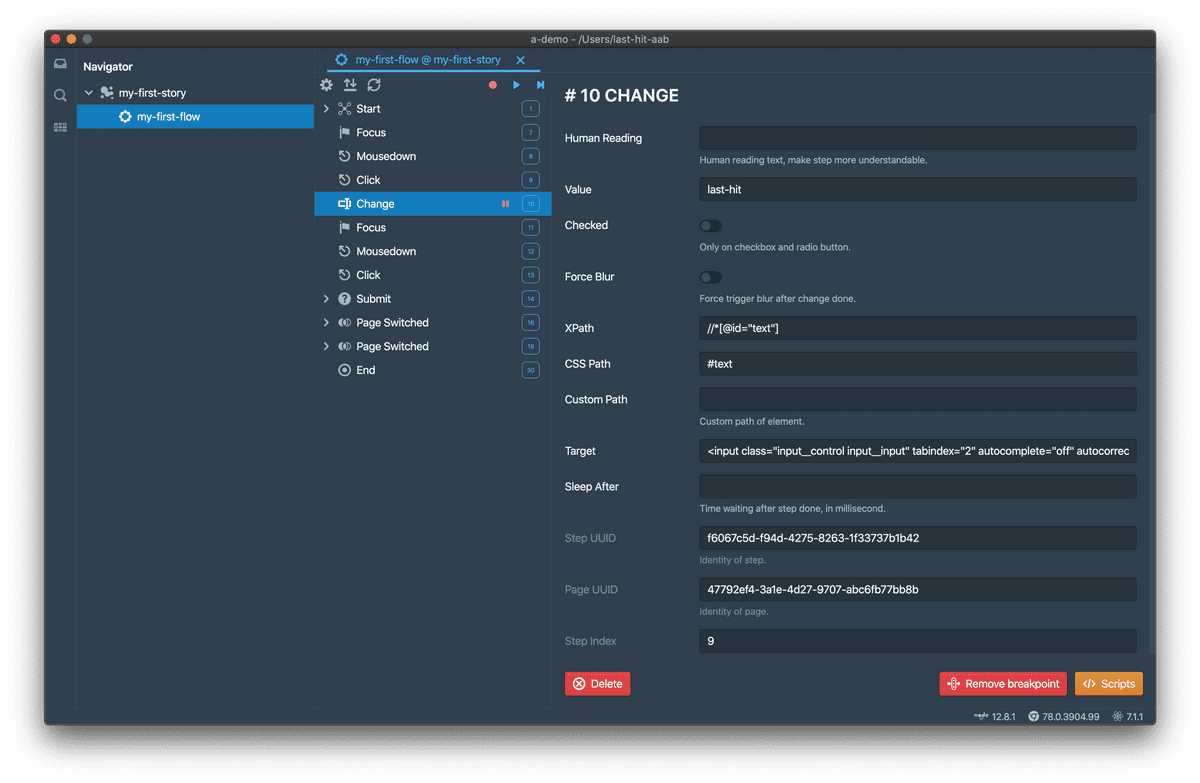 a-demo - /Users/last-hit-aab
Navigator
my-first-story
my-first-flow
my-first-flow @ my-first-story
Start 1
Focus 7
Mousedown 8
Click 9
Change 10
Focus 11
Mousedown 12
Click 13
Submit 14
Page Switched 16
Page Switched 18
End 30
# 10 CHANGE
Human Reading
Human reading text, make step more understandable.
Value last-hit
Checked
Only on checkbox and radio button.
Force Blur
Force trigger blur after change done.
XPath //*[@id="text"]
CSS Path #text
Custom Path
Custom path of element.
Target <input class="input__control input__input" tabindex="2" autocomplete="off" autocorrec
Sleep After
Time waiting after step done, in millisecond.
Step UUID f6067c5d-f94d-4275-8263-1f33737b1b42
Identity of step.
Page UUID 47792ef4-3a1e-4d27-9707-abc6fb77bb8b
Identity of page.
Step Index 9
Delete Remove breakpoint Scripts
node 12.8.1 78.0.3904.99 7.1.1